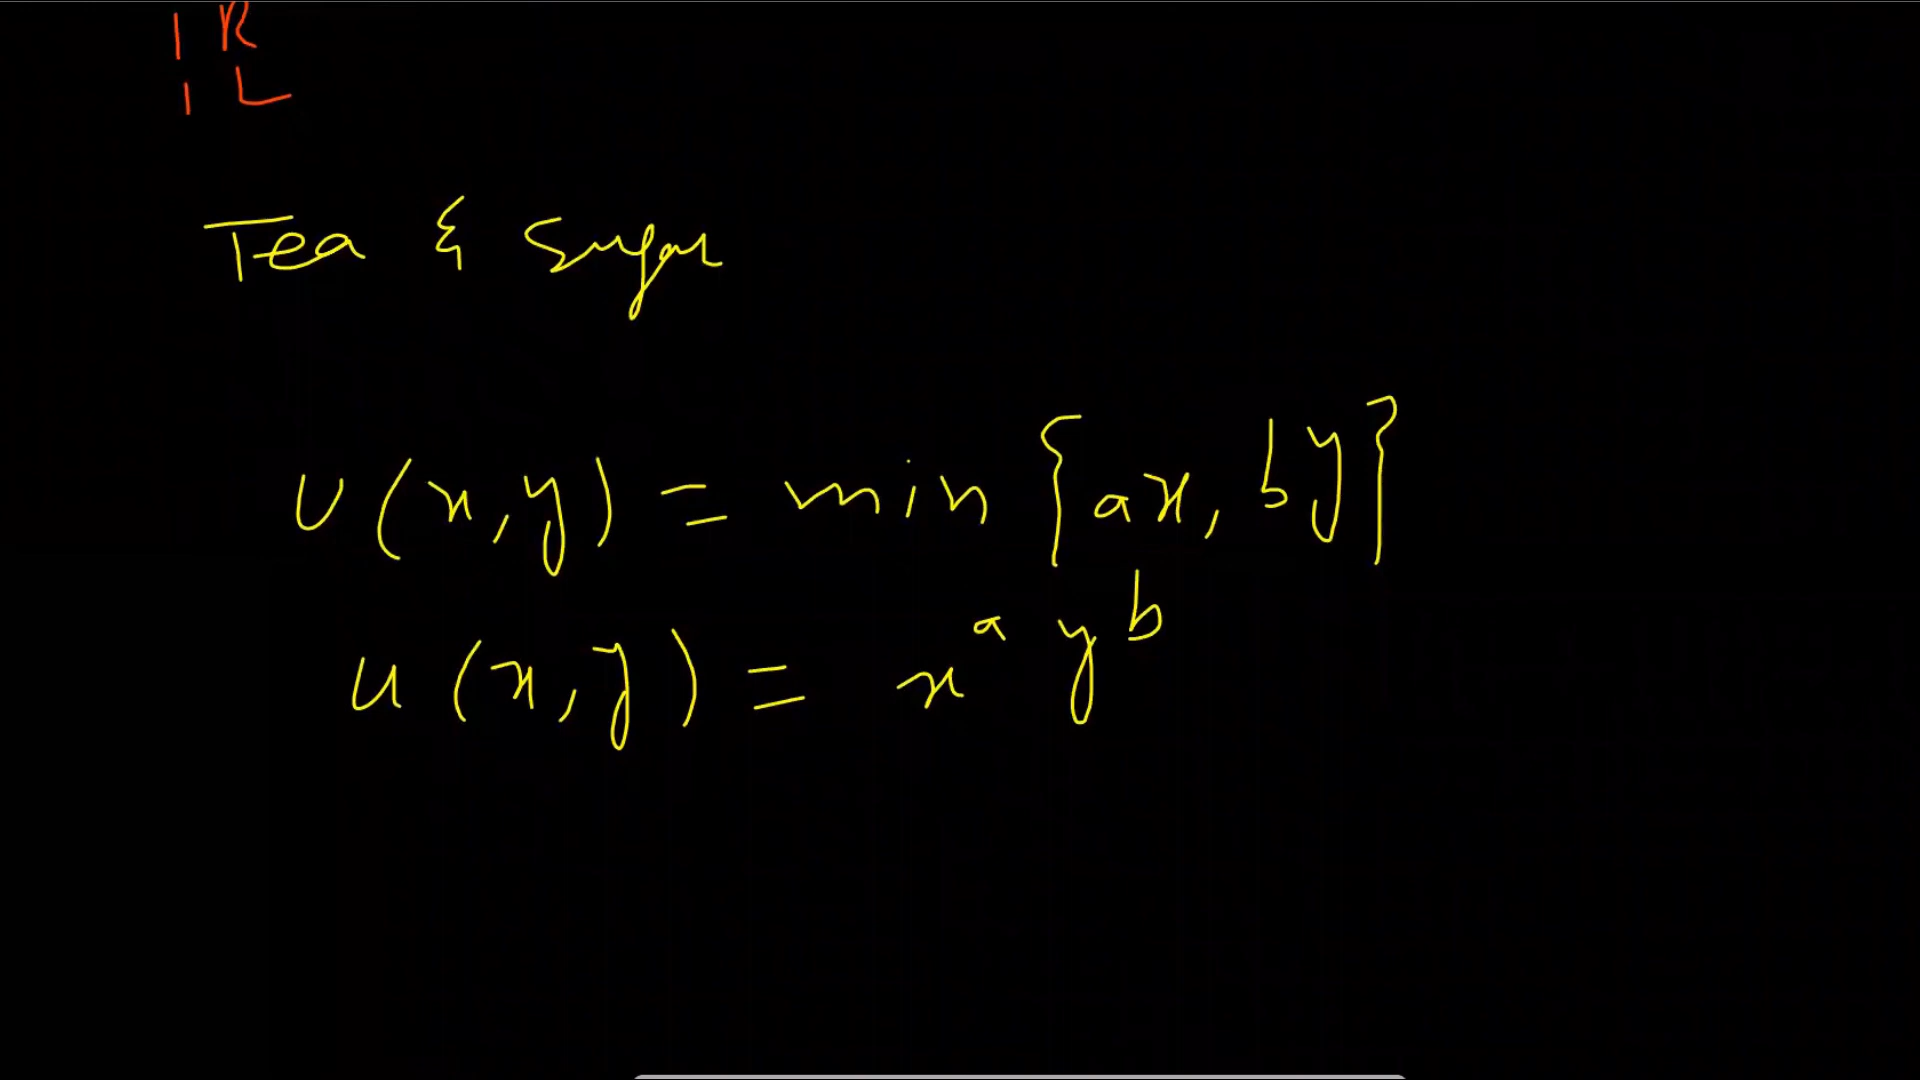 1 R
1 L
Tea & Sugar
U(x,y) = min {ax, by}
u(x,y) = x^a y^b